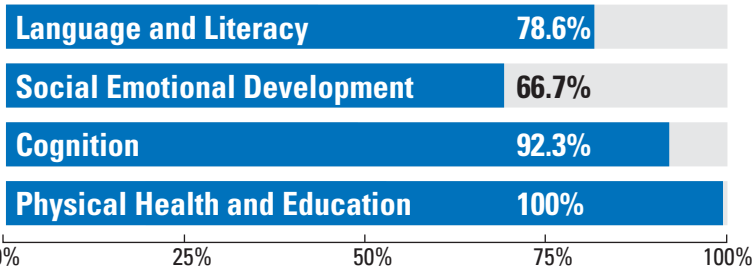 Language and Literacy 78.6%
Social Emotional Development 66.7%
Cognition 92.3%
Physical Health and Education 100%
0% 25% 50% 75% 100%